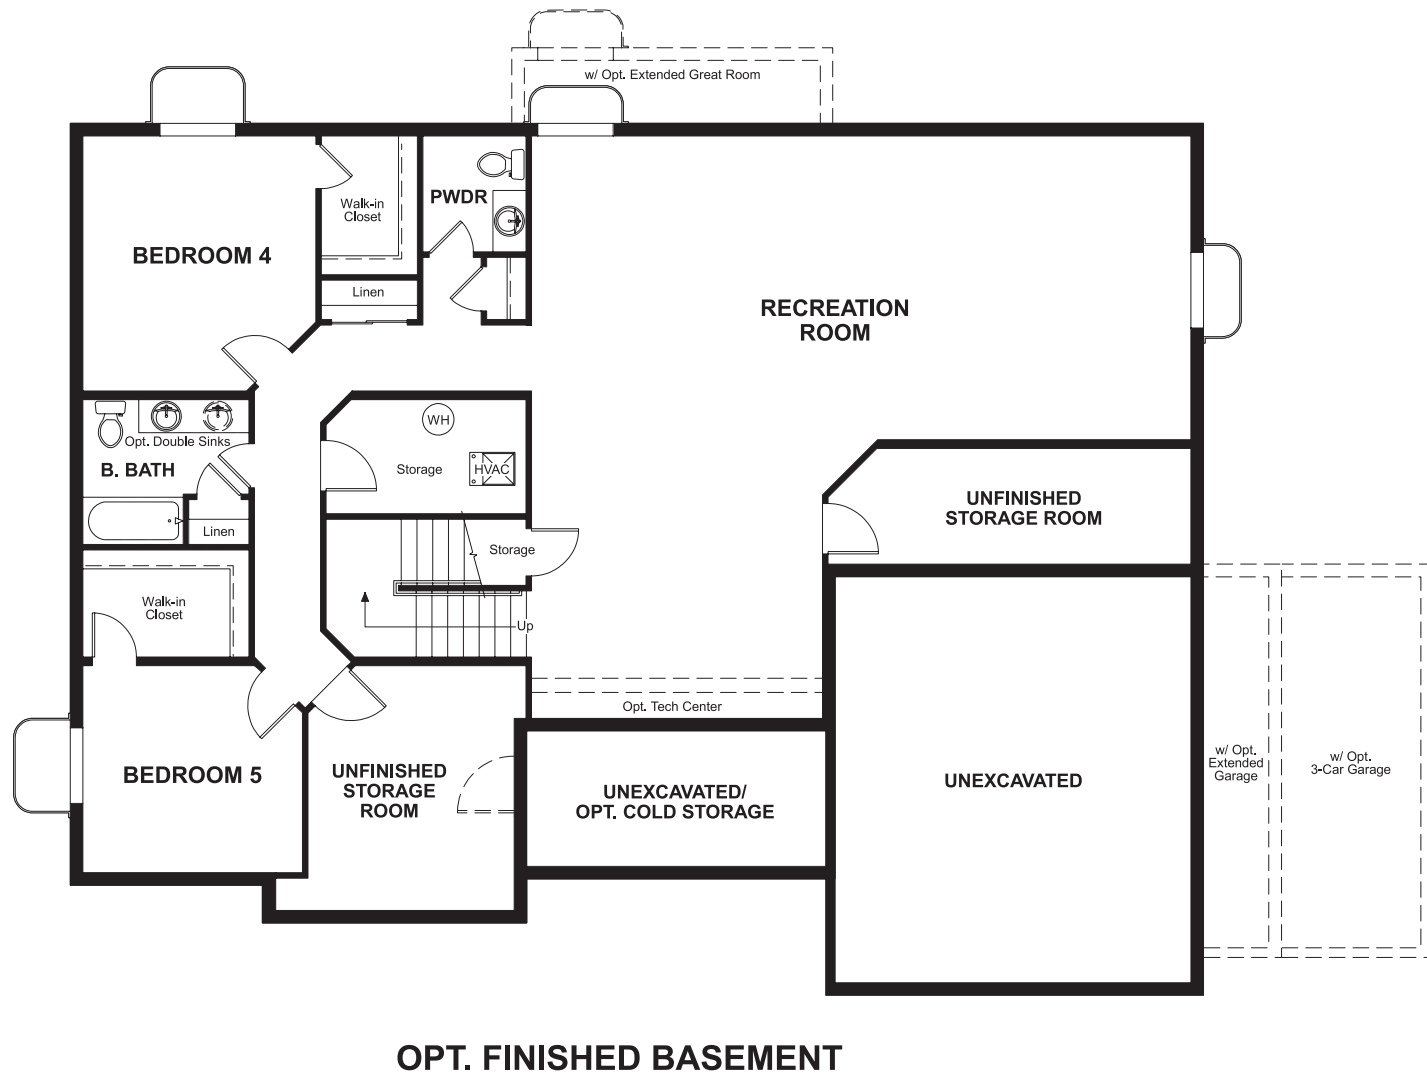 w/ Opt. Extended Great Room
Walk-in
Closet
PWDR
BEDROOM 4
Linen
RECREATION
ROOM
WH
Opt. Double Sinks
B. BATH
Storage
HVAC
UNFINISHED
STORAGE ROOM
Linen
Storage
Walk-in
Closet
Up
Opt. Tech Center
BEDROOM 5
UNFINISHED
STORAGE
ROOM
UNEXCAVATED/
OPT. COLD STORAGE
UNEXCAVATED
w/ Opt.
Extended
Garage
w/ Opt.
3-Car Garage
OPT. FINISHED BASEMENT